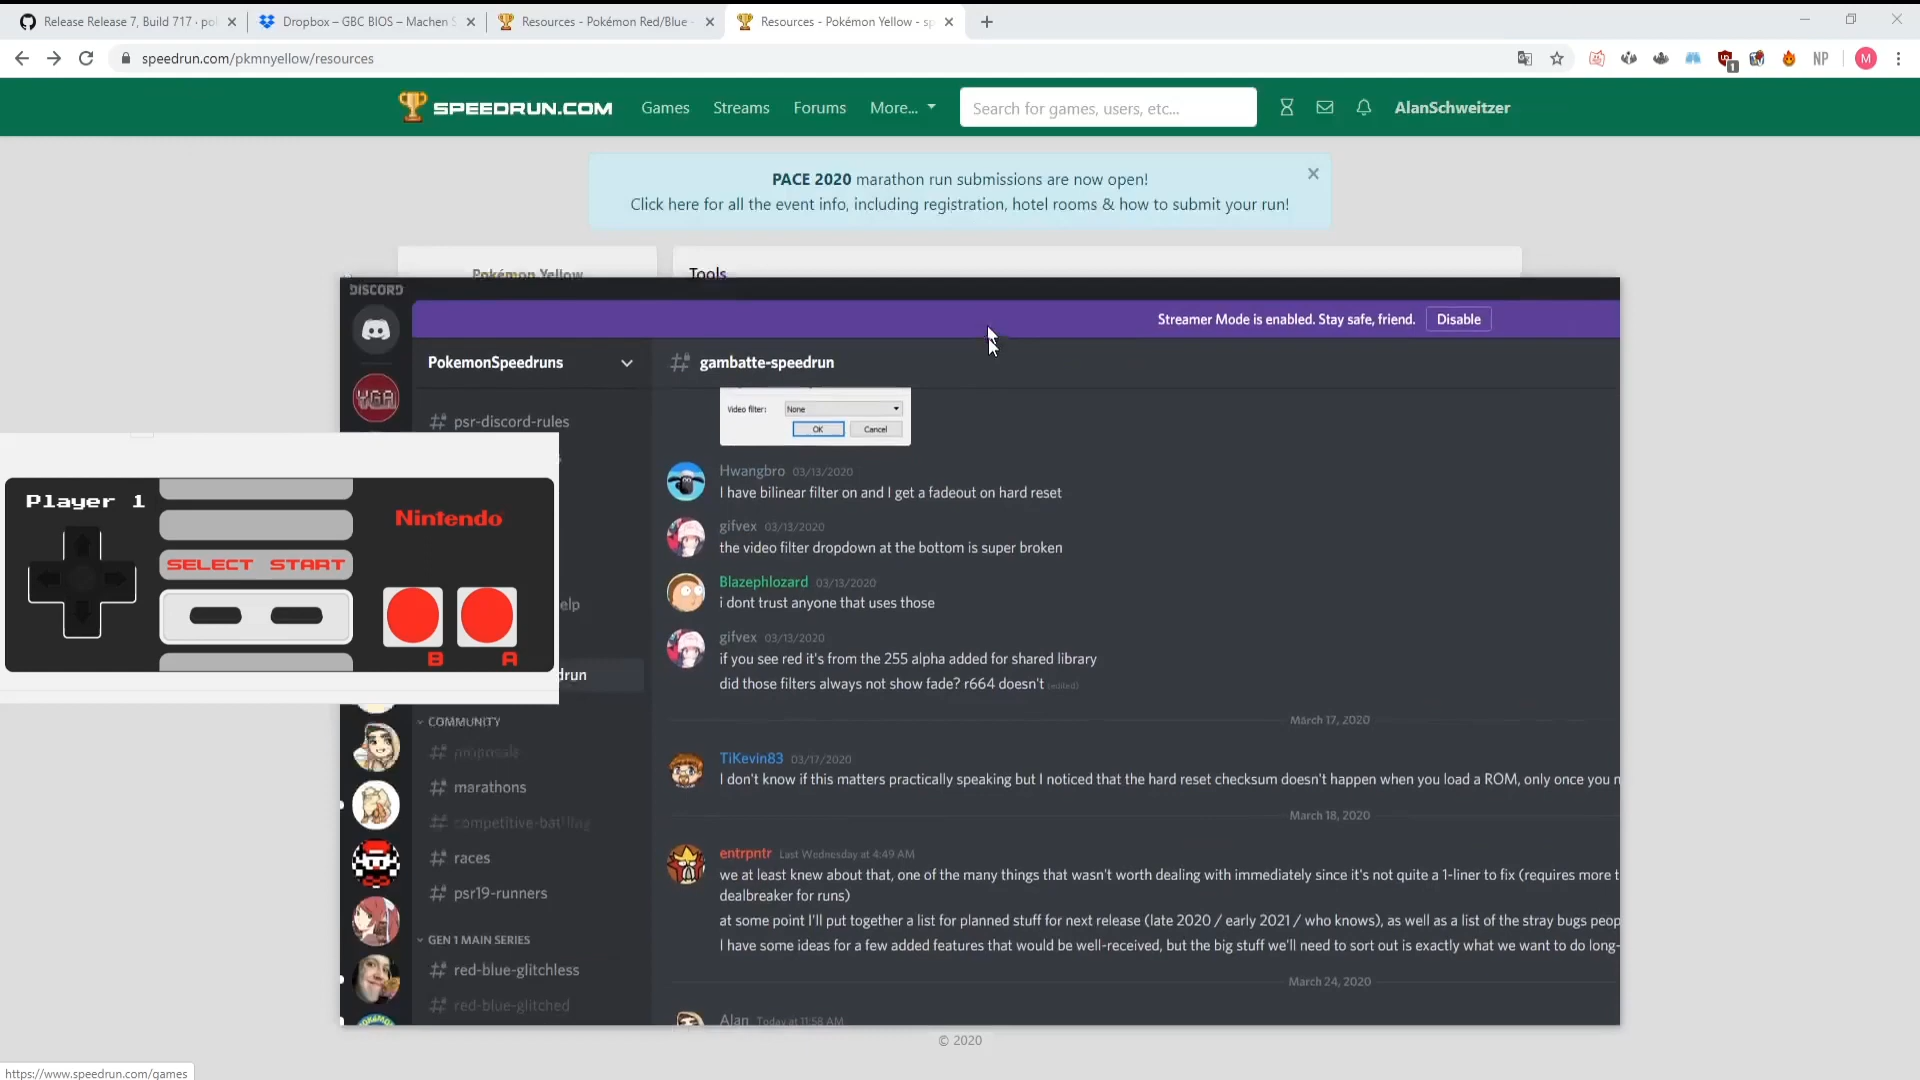 Release Release 7, Build 717 · po
Dropbox – GBC BIOS – Machen S
Resources - Pokémon Red/Blue -
Resources - Pokémon Yellow - sp
speedrun.com/pkmnyellow/resources
1
NP
M
SPEEDRUN.COM
Games
Streams
Forums
More...
Search for games, users, etc...
AlanSchweitzer
PACE 2020 marathon run submissions are now open!
Click here for all the event info, including registration, hotel rooms & how to submit your run!
Pokémon Yellow
Tools
DISCORD
Streamer Mode is enabled. Stay safe, friend.
Disable
PokemonSpeedruns
gambatte-speedrun
psr-discord-rules
Video filter:
None
OK
Cancel
Hwangbro 03/13/2020
I have bilinear filter on and I get a fadeout on hard reset
gifvex 03/13/2020
the video filter dropdown at the bottom is super broken
Blazephlozard 03/13/2020
i dont trust anyone that uses those
gifvex 03/13/2020
if you see red it's from the 255 alpha added for shared library
did those filters always not show fade? r664 doesn't (edited)
YGA
Player 1
Nintendo
SELECT START
B
A
elp
drun
COMMUNITY
proposals
marathons
competitive-battling
races
psr19-runners
GEN 1 MAIN SERIES
red-blue-glitchless
red-blue-glitched
March 17, 2020
TiKevin83 03/17/2020
I don't know if this matters practically speaking but I noticed that the hard reset checksum doesn't happen when you load a ROM, only once you n
March 18, 2020
entrpntr Last Wednesday at 4:49 AM
we at least knew about that, one of the many things that wasn't worth dealing with immediately since it's not quite a 1-liner to fix (requires more t
dealbreaker for runs)
at some point I'll put together a list for planned stuff for next release (late 2020 / early 2021 / who knows), as well as a list of the stray bugs peop
I have some ideas for a few added features that would be well-received, but the big stuff we'll need to sort out is exactly what we want to do long-
March 24, 2020
Alan Today at 11:58 AM
© 2020
https://www.speedrun.com/games